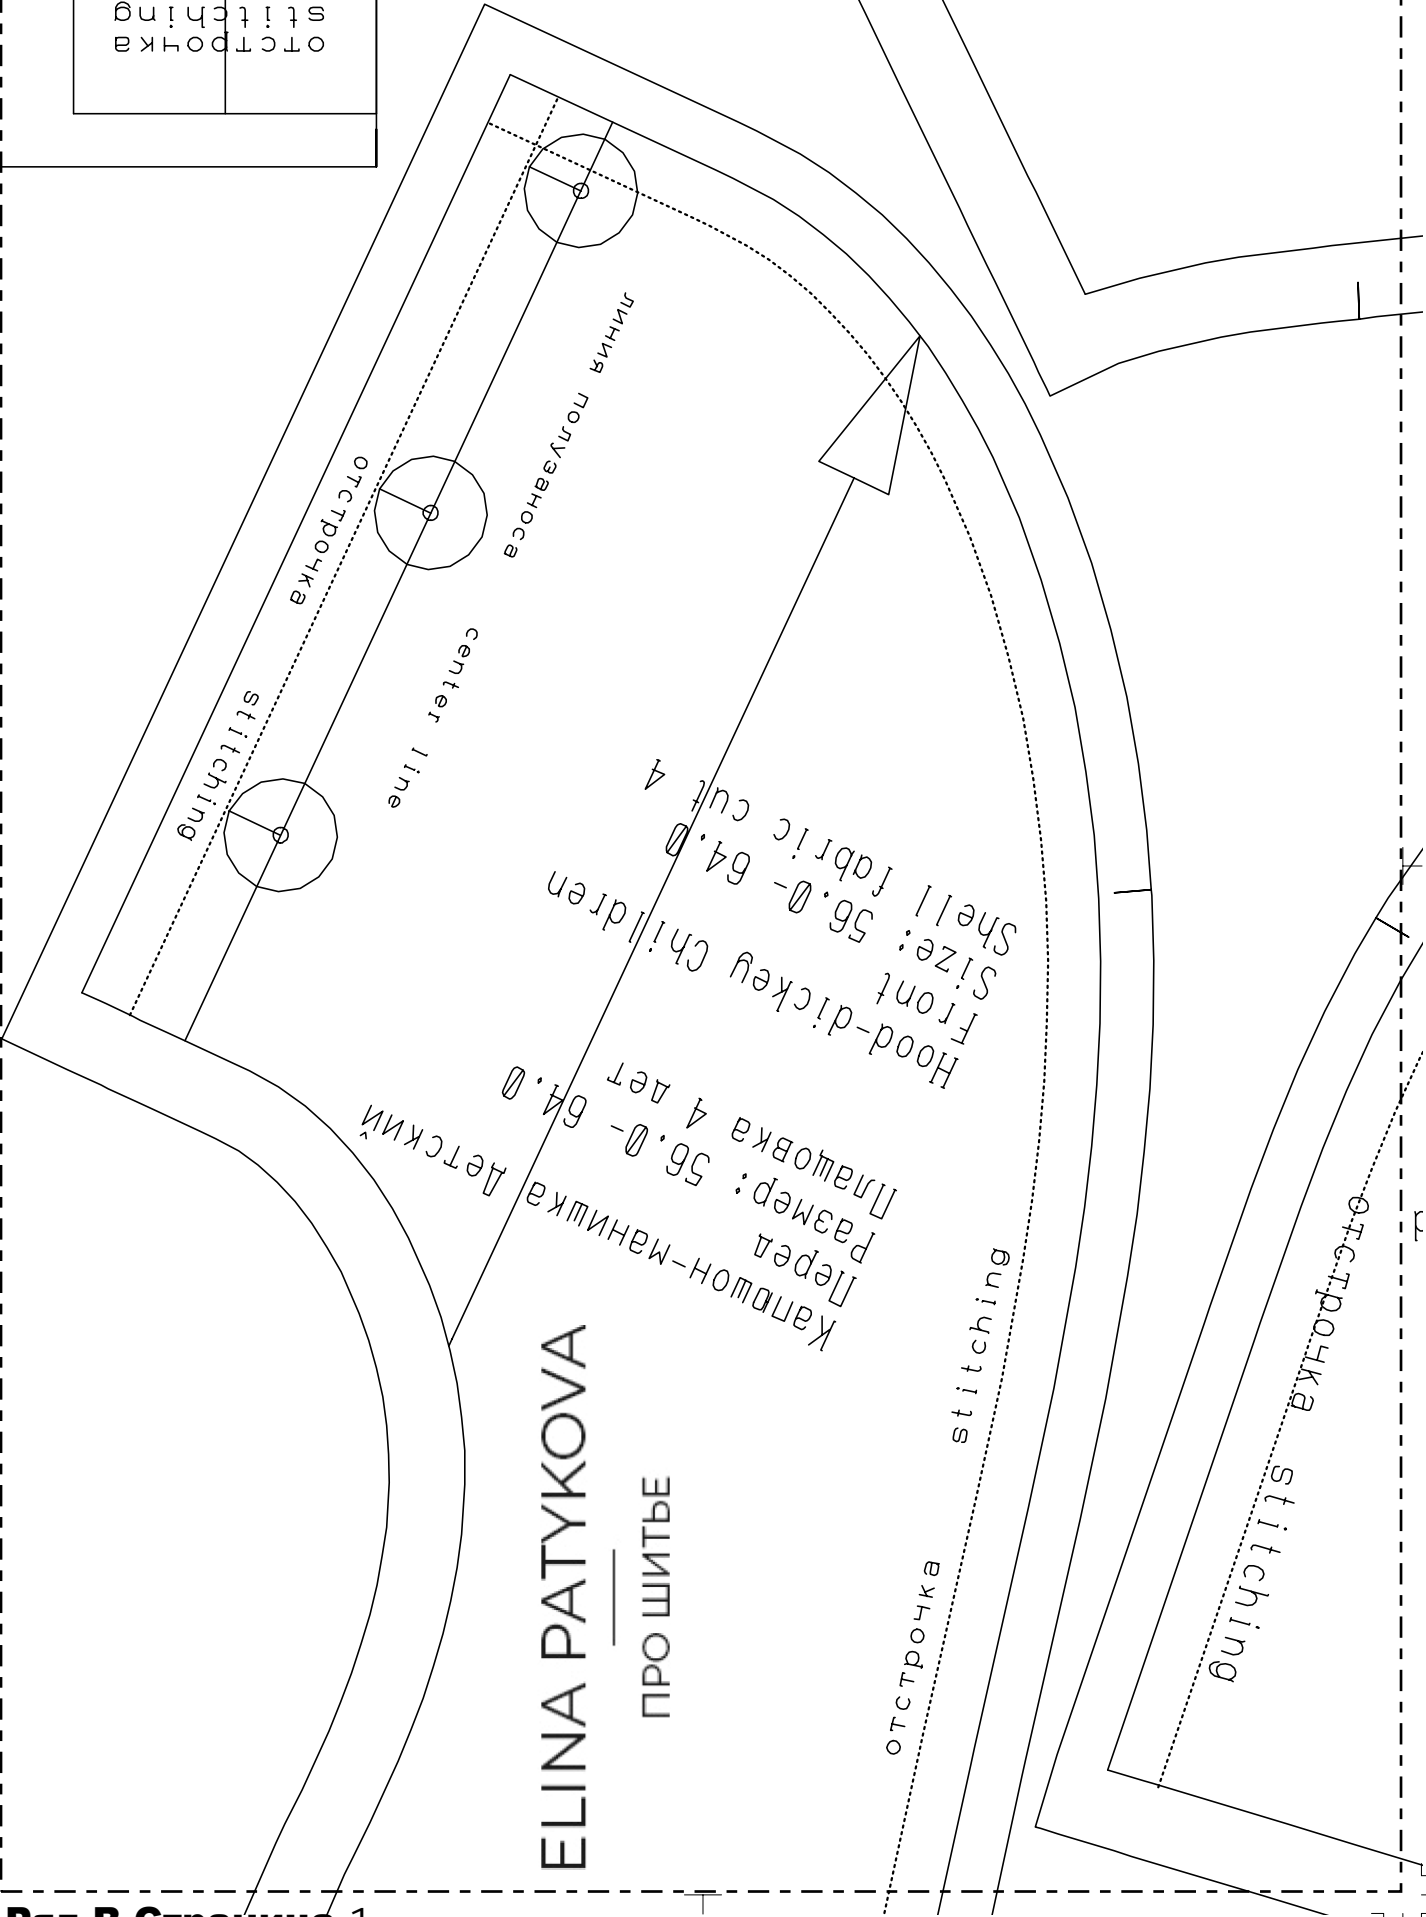 отстрочка
stitching
линия полузаноса
center line
отстрочка
stitching
Капюшон-манишка Детский
Перед
Размер: 56.0- 64.0
Плащовка 4 дет
Hood-dickey Children
Front
Size: 56.0- 64.0
Shell fabric cut 4
отстрочка
stitching
отстрочка stitching
ELINA PATYKOVA
ПРО ШИТЬЕ